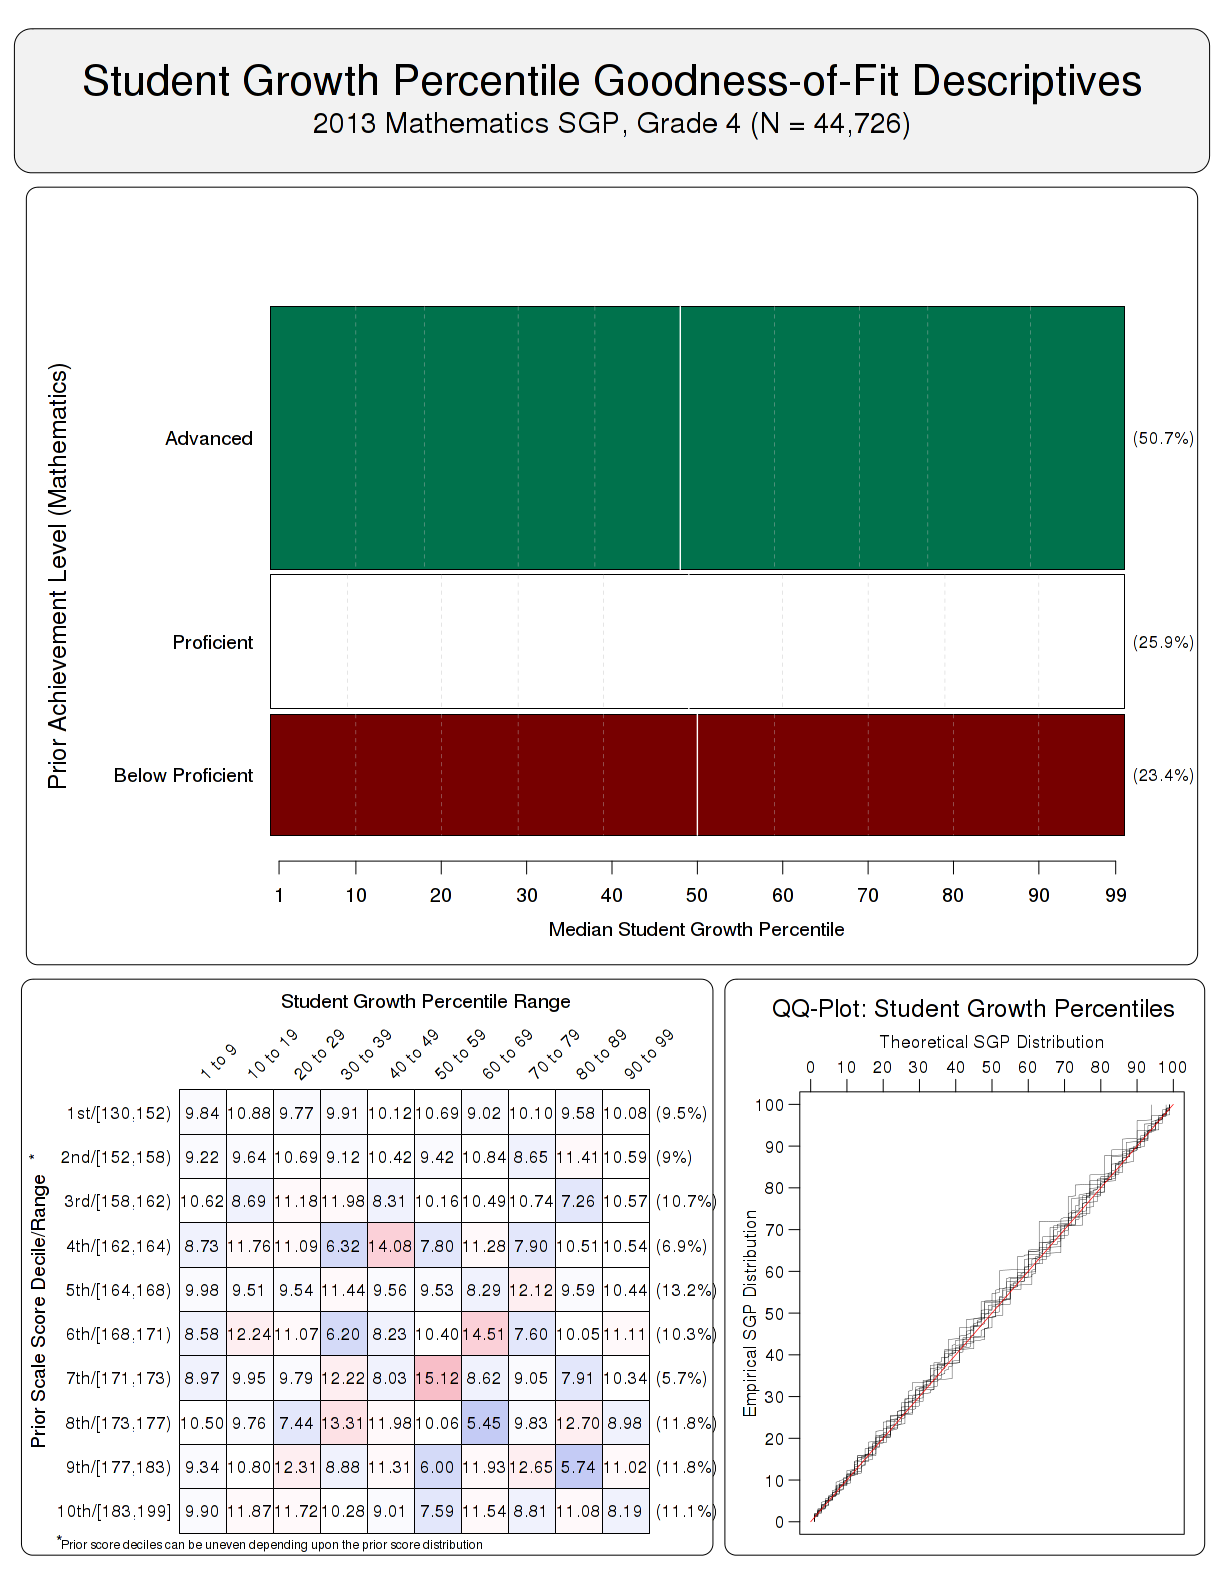 Student Growth Percentile Goodness-of-Fit Descriptives
2013 Mathematics SGP, Grade 4 (N = 44,726)
Prior Achievement Level (Mathematics)
Advanced
(50.7%)
Proficient
(25.9%)
Below Proficient
(23.4%)
1 10 20 30 40 50 60 70 80 90 99
Median Student Growth Percentile
Student Growth Percentile Range
1 to 9 10 to 19 20 to 29 30 to 39 40 to 49 50 to 59 60 to 69 70 to 79 80 to 89 90 to 99
Prior Scale Score Decile/Range *
1st/[130,152) 9.84 10.88 9.77 9.91 10.12 10.69 9.02 10.10 9.58 10.08 (9.5%)
2nd/[152,158) 9.22 9.64 10.69 9.12 10.42 9.42 10.84 8.65 11.41 10.59 (9%)
3rd/[158,162) 10.62 8.69 11.18 11.98 8.31 10.16 10.49 10.74 7.26 10.57 (10.7%)
4th/[162,164) 8.73 11.76 11.09 6.32 14.08 7.80 11.28 7.90 10.51 10.54 (6.9%)
5th/[164,168) 9.98 9.51 9.54 11.44 9.56 9.53 8.29 12.12 9.59 10.44 (13.2%)
6th/[168,171) 8.58 12.24 11.07 6.20 8.23 10.40 14.51 7.60 10.05 11.11 (10.3%)
7th/[171,173) 8.97 9.95 9.79 12.22 8.03 15.12 8.62 9.05 7.91 10.34 (5.7%)
8th/[173,177) 10.50 9.76 7.44 13.31 11.98 10.06 5.45 9.83 12.70 8.98 (11.8%)
9th/[177,183) 9.34 10.80 12.31 8.88 11.31 6.00 11.93 12.65 5.74 11.02 (11.8%)
10th/[183,199] 9.90 11.87 11.72 10.28 9.01 7.59 11.54 8.81 11.08 8.19 (11.1%)
*Prior score deciles can be uneven depending upon the prior score distribution
QQ-Plot: Student Growth Percentiles
Theoretical SGP Distribution
0 10 20 30 40 50 60 70 80 90 100
Empirical SGP Distribution
100
90
80
70
60
50
40
30
20
10
0